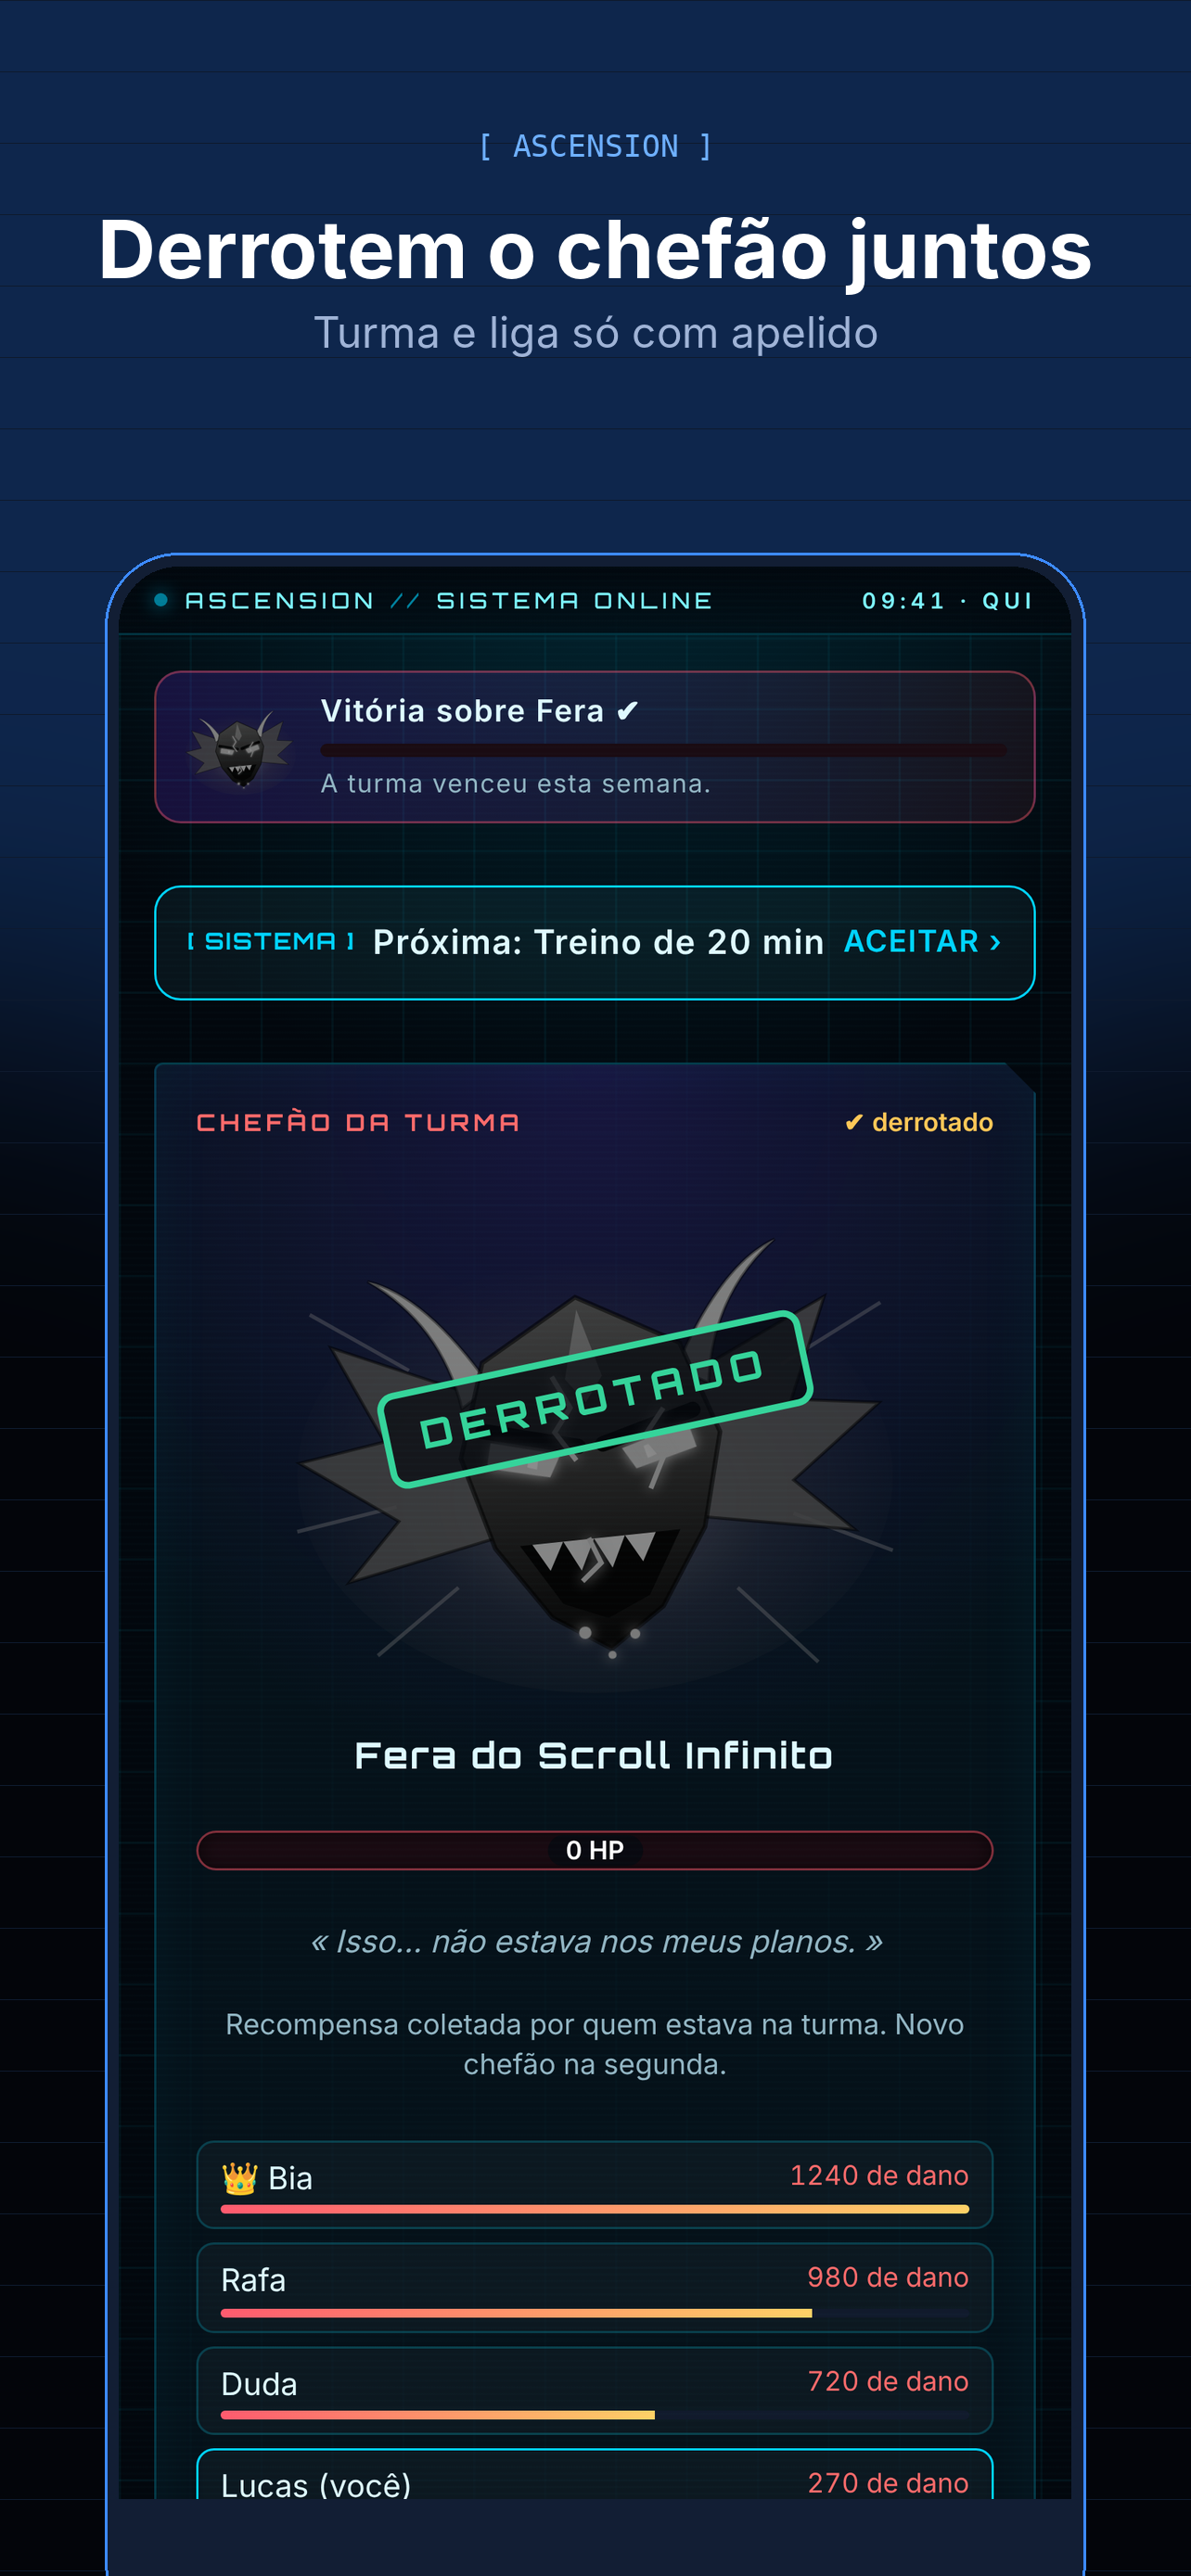 [ ASCENSION ]
Derrotem o chefão juntos
Turma e liga só com apelido
ASCENSION // SISTEMA ONLINE 09:41 · QUI
Vitória sobre Fera ✔
A turma venceu esta semana.
[ SISTEMA ] Próxima: Treino de 20 min ACEITAR ›
CHEFÃO DA TURMA ✔ derrotado
DERROTADO
Fera do Scroll Infinito
0 HP
« Isso... não estava nos meus planos. »
Recompensa coletada por quem estava na turma. Novo
chefão na segunda.
👑 Bia 1240 de dano
Rafa 980 de dano
Duda 720 de dano
Lucas (você) 270 de dano